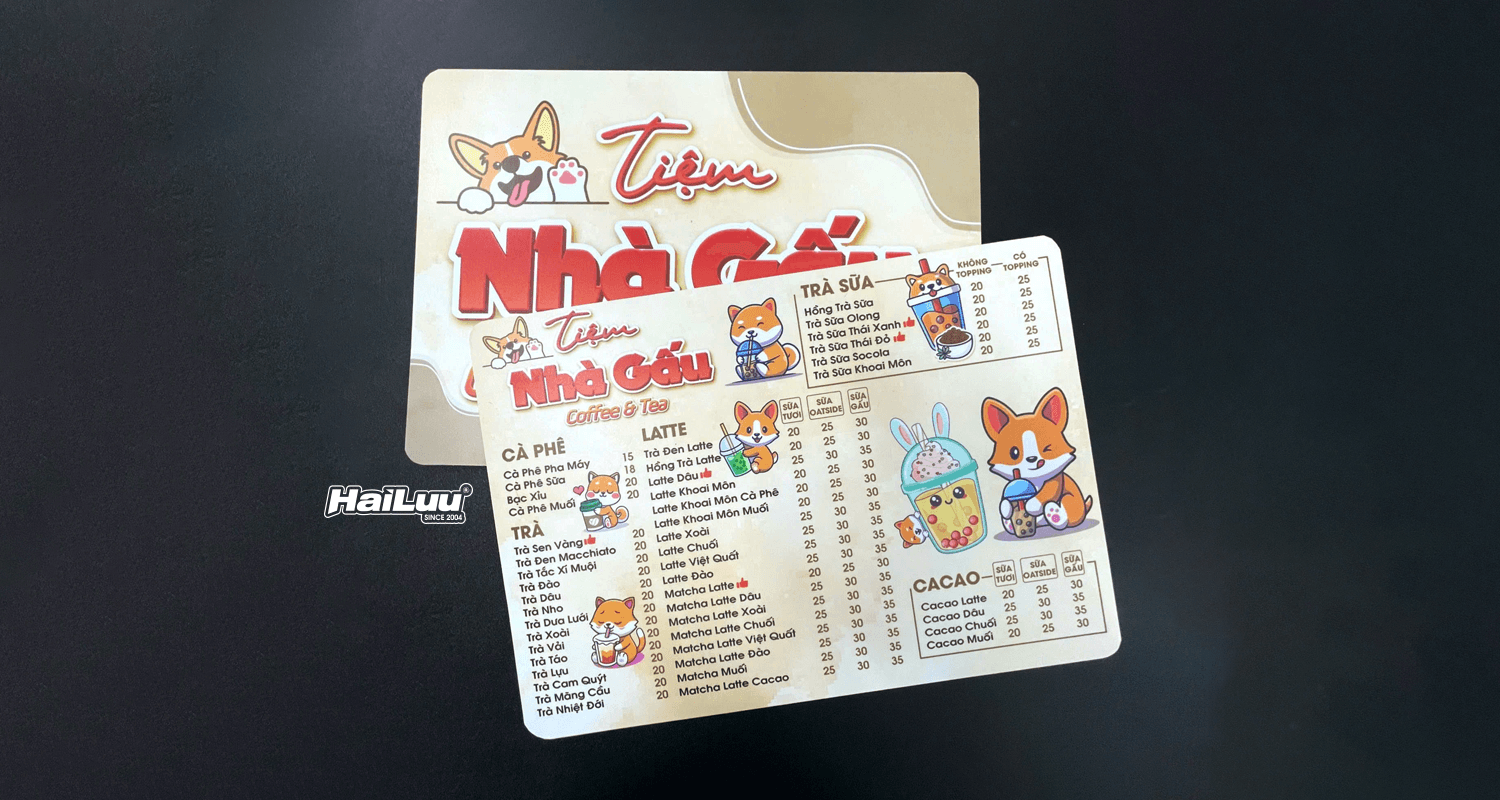 Tiệm
Nhà Gấu
Tiệm
Nhà Gấu
Coffee & Tea
CÀ PHÊ
Cà Phê Pha Máy 15
Cà Phê Sữa 18
Bạc Xỉu 20
Cà Phê Muối 20
TRÀ
Trà Sen Vàng 20
Trà Đen Macchiato 20
Trà Tắc Xí Muội 20
Trà Đào 20
Trà Dâu 20
Trà Nho 20
Trà Dưa Lưới 20
Trà Xoài 20
Trà Vải 20
Trà Táo 20
Trà Lựu 20
Trà Cam Quýt 20
Trà Mãng Cầu 20
Trà Nhiệt Đới 20
LATTE SỮA TƯƠI SỮA OATSIDE SỮA GẤU
Trà Đen Latte 20 25 30
Hồng Trà Latte 20 25 30
Latte Dâu 25 30 35
Latte Khoai Môn 20 25 30
Latte Khoai Môn Cà Phê 25 30 35
Latte Khoai Môn Muối 25 30 35
Latte Xoài 25 30 35
Latte Chuối 25 30 35
Latte Việt Quất 25 30 35
Latte Đào 25 30 35
Matcha Latte 20 25 30
Matcha Latte Dâu 25 30 35
Matcha Latte Xoài 25 30 35
Matcha Latte Chuối 25 30 35
Matcha Latte Việt Quất 25 30 35
Matcha Latte Đào 25 30 35
Matcha Muối 25 30 35
Matcha Latte Cacao 25 30 35
TRÀ SỮA KHÔNG TOPPING CÓ TOPPING
Hồng Trà Sữa 20 25
Trà Sữa Olong 20 25
Trà Sữa Thái Xanh 20 25
Trà Sữa Thái Đỏ 20 25
Trà Sữa Socola 20 25
Trà Sữa Khoai Môn 20 25
CACAO SỮA TƯƠI SỮA OATSIDE SỮA GẤU
Cacao Latte 20 25 30
Cacao Dâu 25 30 35
Cacao Chuối 25 30 35
Cacao Muối 20 25 30
HaiLuu®
SINCE 2004